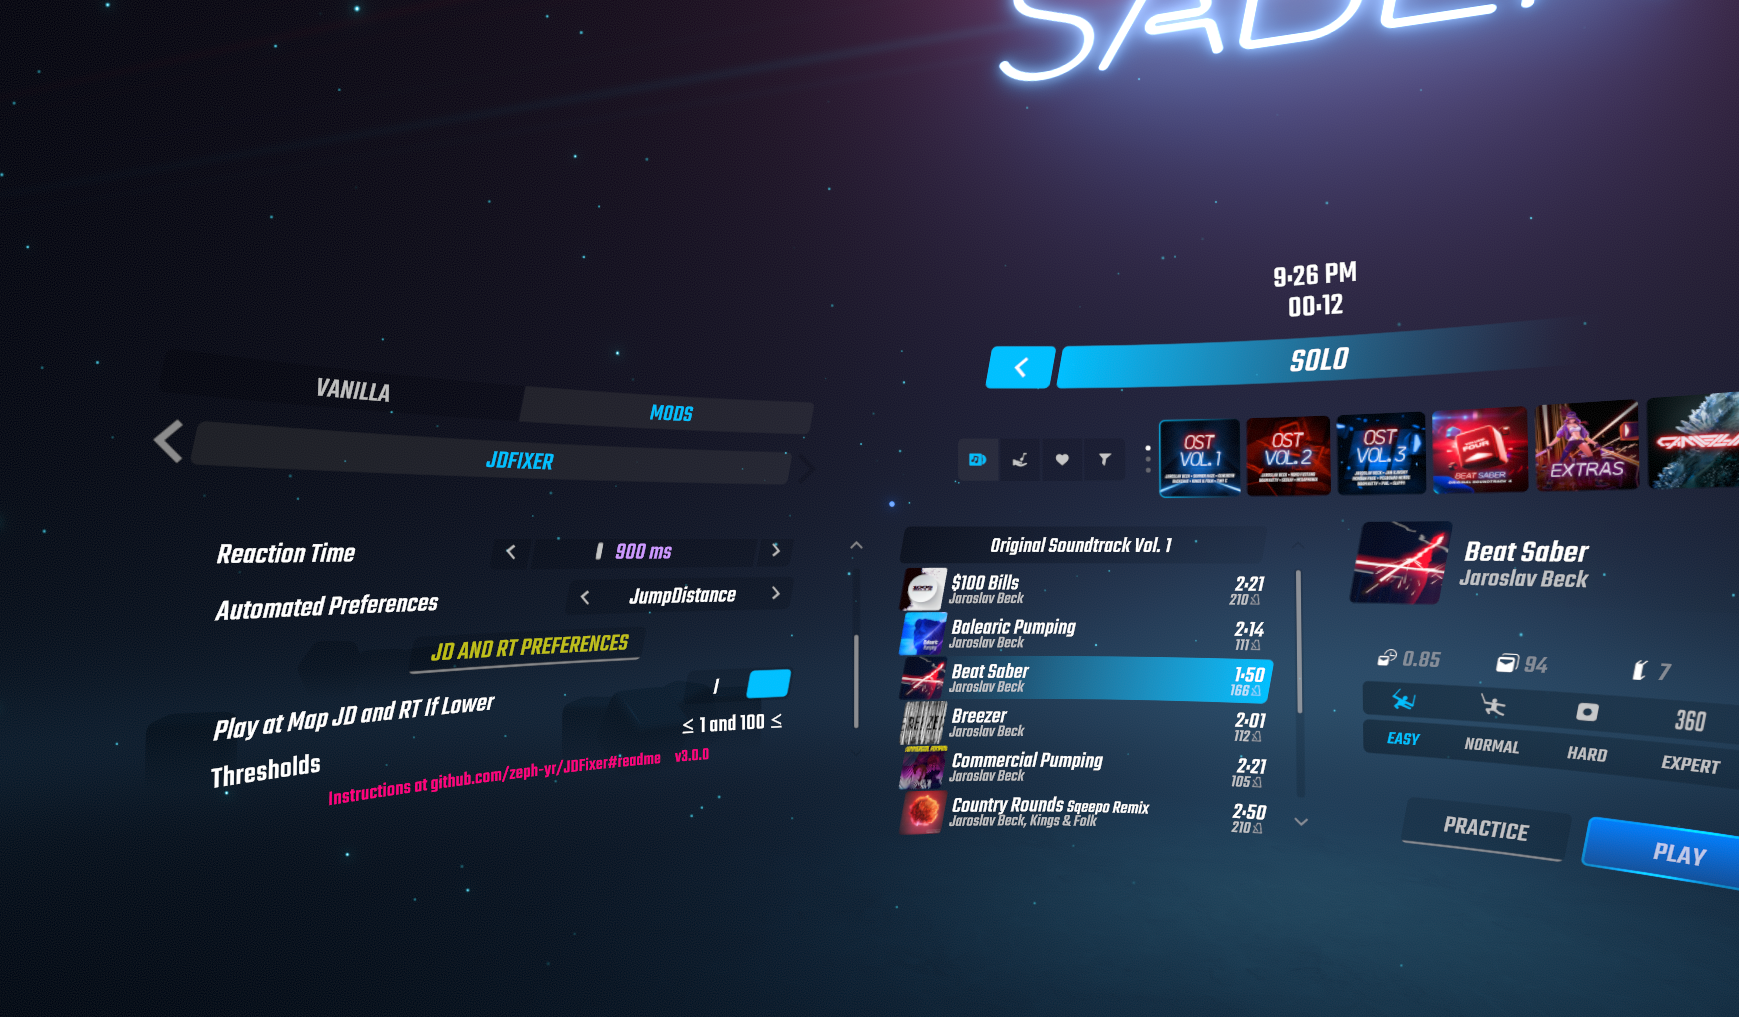 SABER
9:26 PM
00:12
SOLO
VANILLA
MODS
JDFIXER
Reaction Time
900 ms
Automated Preferences
JumpDistance
JD AND RT PREFERENCES
Play at Map JD and RT If Lower
I
Thresholds
≤ 1 and 100 ≤
Instructions at github.com/zeph-yr/JDFixer#readme v3.0.0
OST VOL. 1
OST VOL. 2
OST VOL. 3
BEAT SABER
EXTRAS
Original Soundtrack Vol. 1
$100 Bills 2:21
Jaroslav Beck 210
Balearic Pumping 2:14
Jaroslav Beck 111
Beat Saber 1:50
Jaroslav Beck 166
Breezer 2:01
Jaroslav Beck 112
Commercial Pumping 2:21
Jaroslav Beck 105
Country Rounds Sqeepo Remix 2:50
Jaroslav Beck, Kings & Folk 210
Beat Saber
Jaroslav Beck
0.85 94 7
360
EASY NORMAL HARD EXPERT
PRACTICE
PLAY